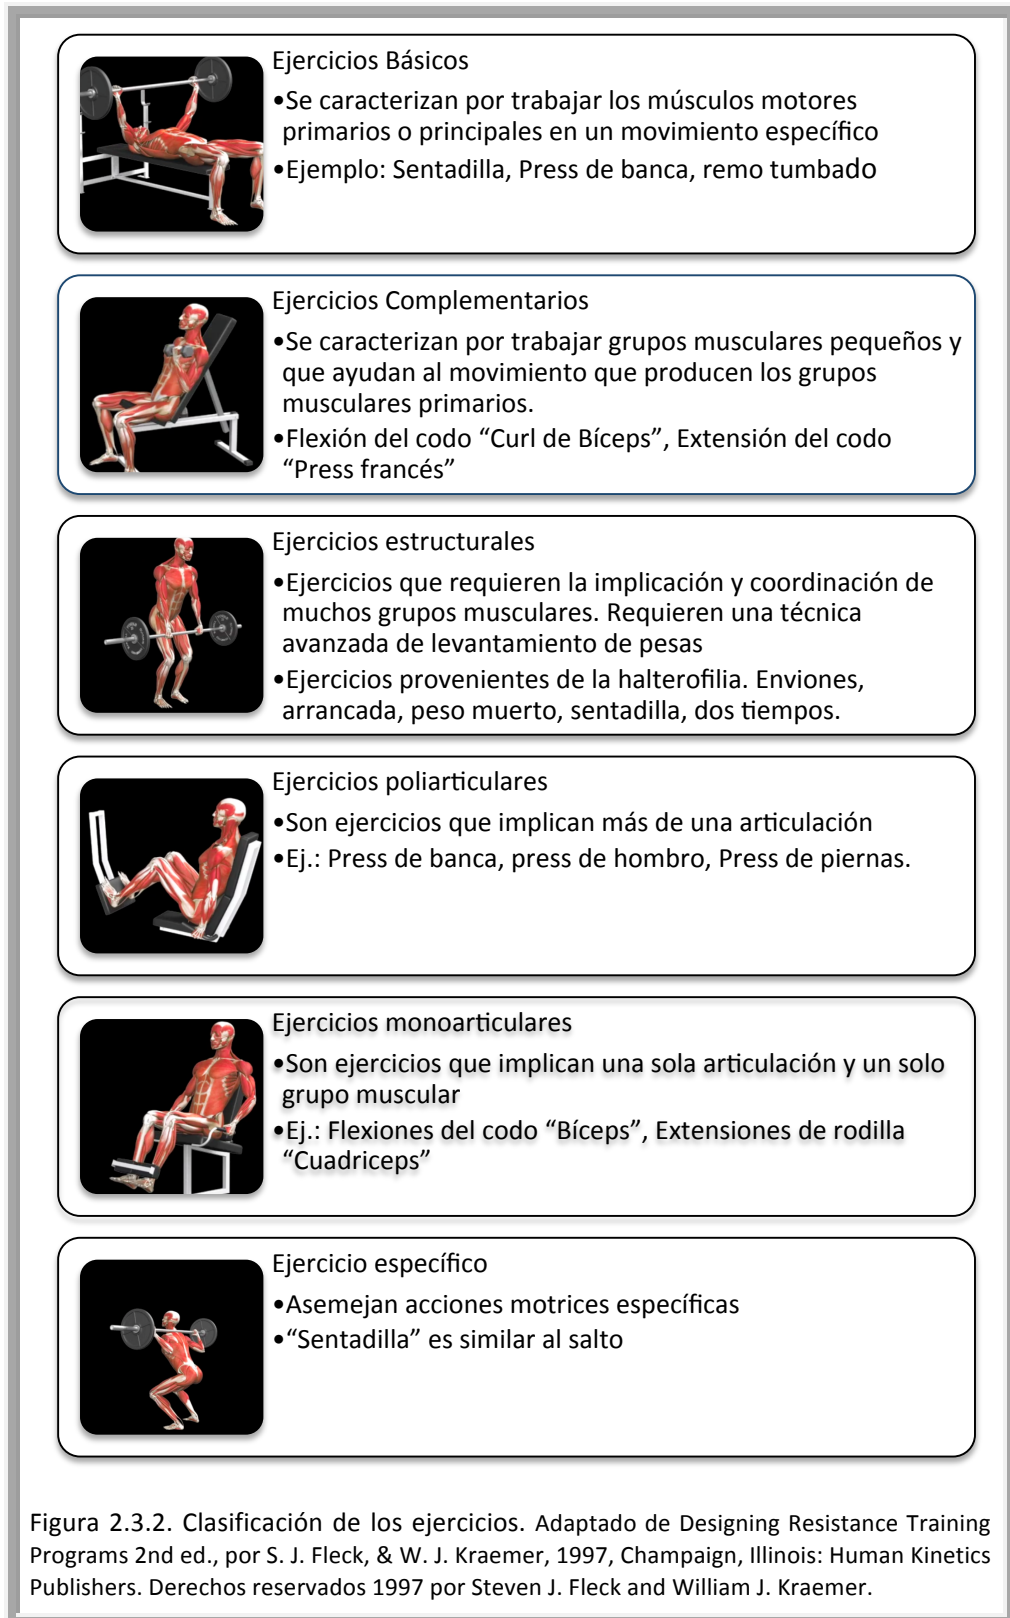 Ejercicios Básicos
•Se caracterizan por trabajar los músculos motores
primarios o principales en un movimiento específico
•Ejemplo: Sentadilla, Press de banca, remo tumbado
Ejercicios Complementarios
•Se caracterizan por trabajar grupos musculares pequeños y
que ayudan al movimiento que producen los grupos
musculares primarios.
•Flexión del codo “Curl de Bíceps”, Extensión del codo
“Press francés”
Ejercicios estructurales
•Ejercicios que requieren la implicación y coordinación de
muchos grupos musculares. Requieren una técnica
avanzada de levantamiento de pesas
•Ejercicios provenientes de la halterofilia. Enviones,
arrancada, peso muerto, sentadilla, dos tiempos.
Ejercicios poliarticulares
•Son ejercicios que implican más de una articulación
•Ej.: Press de banca, press de hombro, Press de piernas.
Ejercicios monoarticulares
•Son ejercicios que implican una sola articulación y un solo
grupo muscular
•Ej.: Flexiones del codo “Bíceps”, Extensiones de rodilla
“Cuadriceps”
Ejercicio específico
•Asemejan acciones motrices específicas
•“Sentadilla” es similar al salto
Figura 2.3.2. Clasificación de los ejercicios. Adaptado de Designing Resistance Training
Programs 2nd ed., por S. J. Fleck, & W. J. Kraemer, 1997, Champaign, Illinois: Human Kinetics
Publishers. Derechos reservados 1997 por Steven J. Fleck and William J. Kraemer.